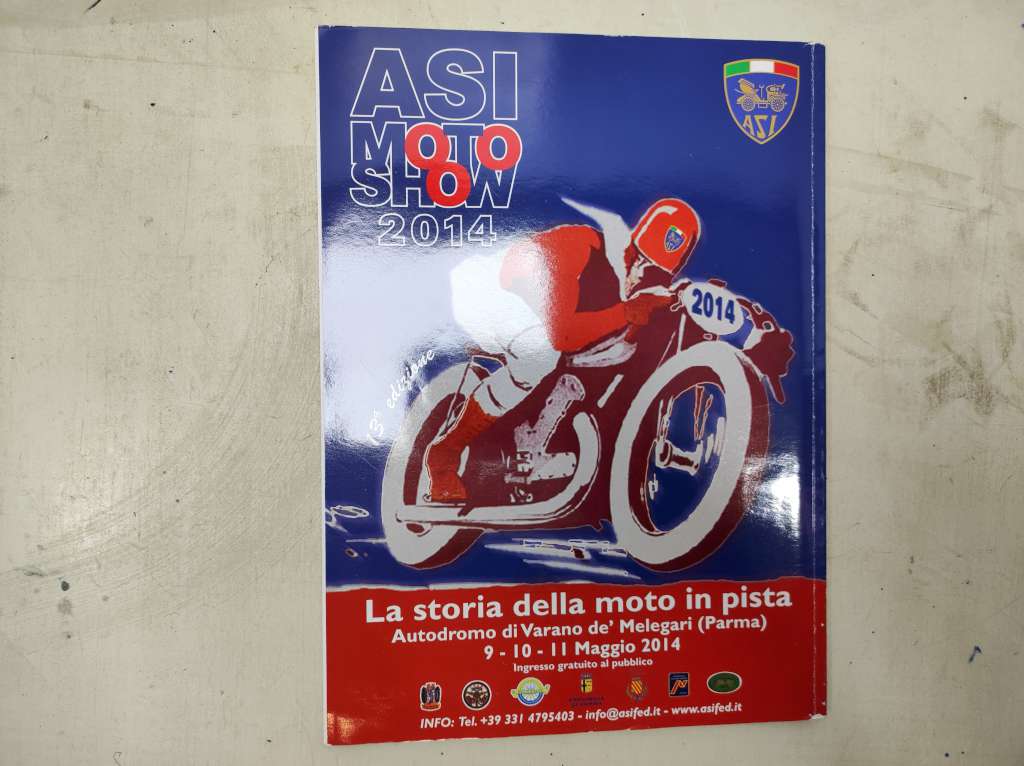 ASI
MOTO
SHOW
2014
ASI
2014
13ª edizione
La storia della moto in pista
Autodromo di Varano de' Melegari (Parma)
9 - 10 - 11 Maggio 2014
Ingresso gratuito al pubblico
INFO: Tel. +39 331 4795403 - info@asifed.it - www.asifed.it